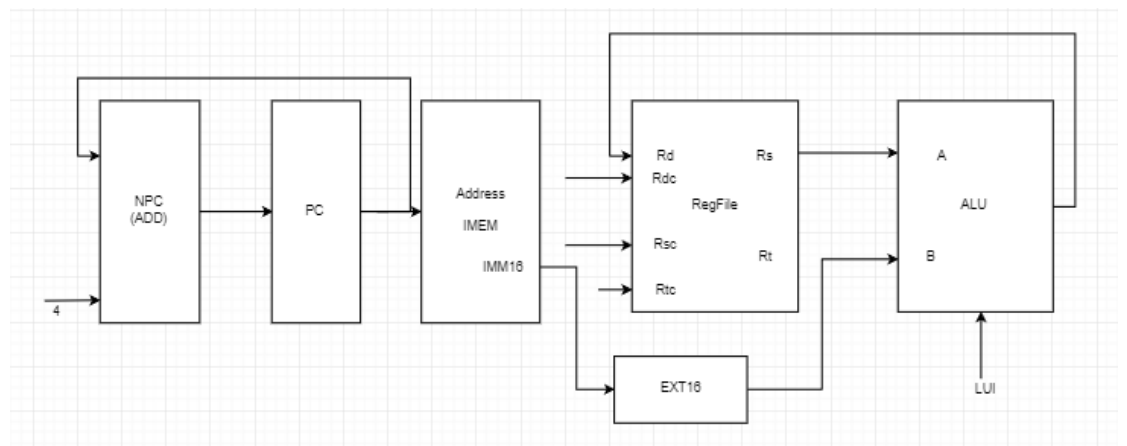 NPC
(ADD)
4
PC
Address
IMEM
IMM16
Rd
Rs
Rdc
RegFile
Rsc
Rt
Rtc
EXT16
A
ALU
B
LUI